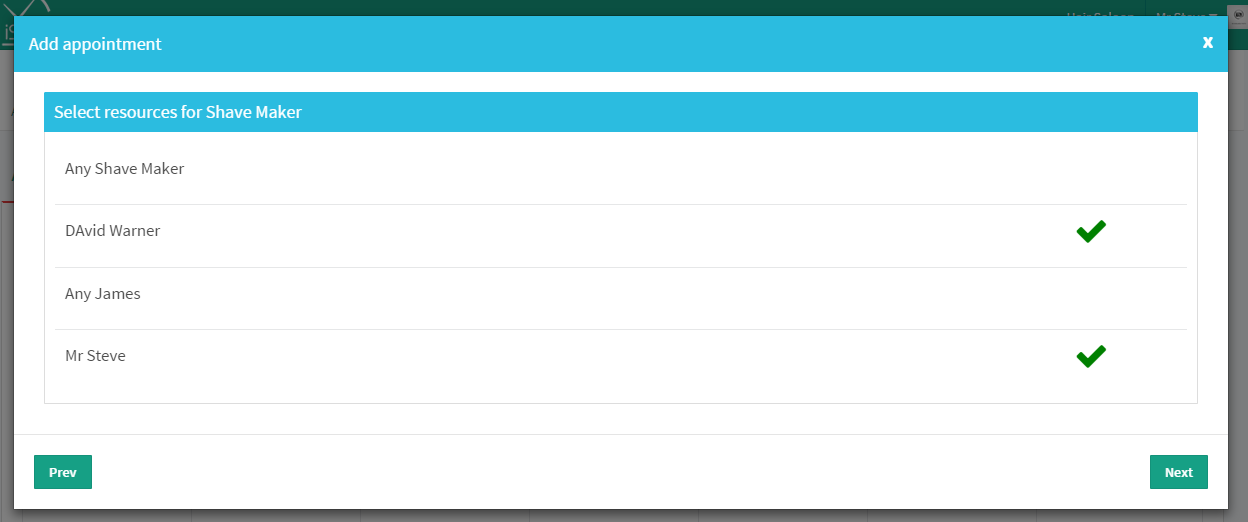 Add appointment
x
Select resources for Shave Maker
Any Shave Maker
DAvid Warner
Any James
Mr Steve
Prev
Next